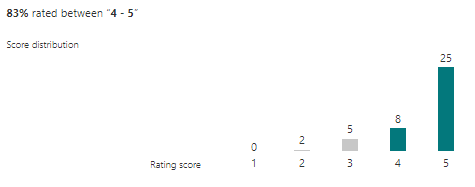 83% rated between "4 - 5"
Score distribution
25
8
5
2
0
Rating score 1 2 3 4 5